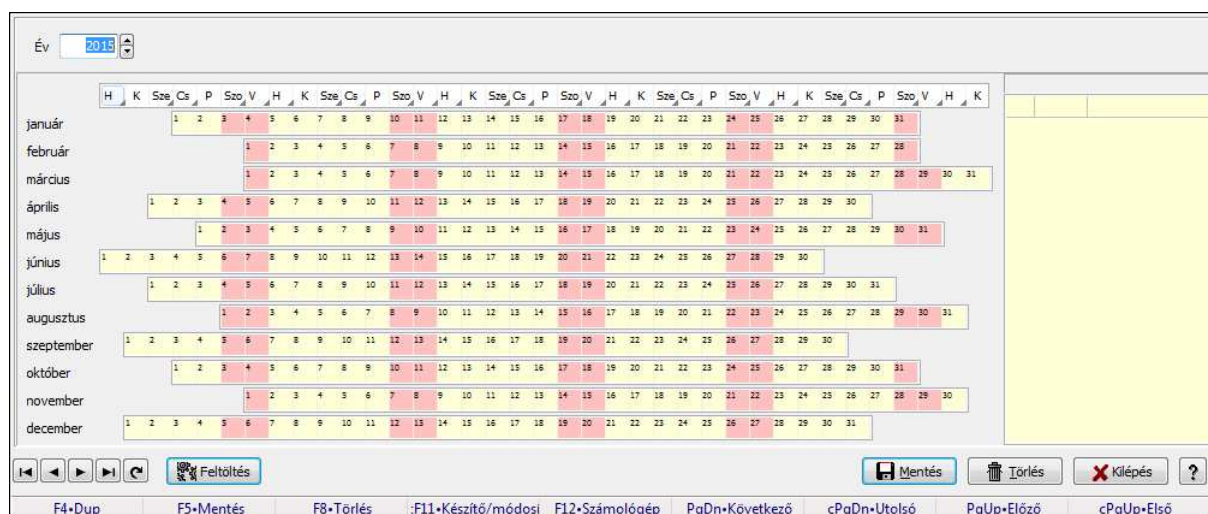 Év 2015
H K Sze Cs P Szo V H K Sze Cs P Szo V H K Sze Cs P Szo V H K Sze Cs P Szo V H K Sze Cs P Szo V H K
január 1 2 3 4 5 6 7 8 9 10 11 12 13 14 15 16 17 18 19 20 21 22 23 24 25 26 27 28 29 30 31
február 1 2 3 4 5 6 7 8 9 10 11 12 13 14 15 16 17 18 19 20 21 22 23 24 25 26 27 28
március 1 2 3 4 5 6 7 8 9 10 11 12 13 14 15 16 17 18 19 20 21 22 23 24 25 26 27 28 29 30 31
április 1 2 3 4 5 6 7 8 9 10 11 12 13 14 15 16 17 18 19 20 21 22 23 24 25 26 27 28 29 30
május 1 2 3 4 5 6 7 8 9 10 11 12 13 14 15 16 17 18 19 20 21 22 23 24 25 26 27 28 29 30 31
június 1 2 3 4 5 6 7 8 9 10 11 12 13 14 15 16 17 18 19 20 21 22 23 24 25 26 27 28 29 30
július 1 2 3 4 5 6 7 8 9 10 11 12 13 14 15 16 17 18 19 20 21 22 23 24 25 26 27 28 29 30 31
augusztus 1 2 3 4 5 6 7 8 9 10 11 12 13 14 15 16 17 18 19 20 21 22 23 24 25 26 27 28 29 30 31
szeptember 1 2 3 4 5 6 7 8 9 10 11 12 13 14 15 16 17 18 19 20 21 22 23 24 25 26 27 28 29 30
október 1 2 3 4 5 6 7 8 9 10 11 12 13 14 15 16 17 18 19 20 21 22 23 24 25 26 27 28 29 30 31
november 1 2 3 4 5 6 7 8 9 10 11 12 13 14 15 16 17 18 19 20 21 22 23 24 25 26 27 28 29 30
december 1 2 3 4 5 6 7 8 9 10 11 12 13 14 15 16 17 18 19 20 21 22 23 24 25 26 27 28 29 30 31
Feltöltés Mentés Törlés Kilépés ?
F4•Dup F5•Mentés F8•Törlés :F11•Készítő/módosí F12•Számológép PgDn•Következő cPgDn•Utolsó PgUp•Előző cPgUp•Első